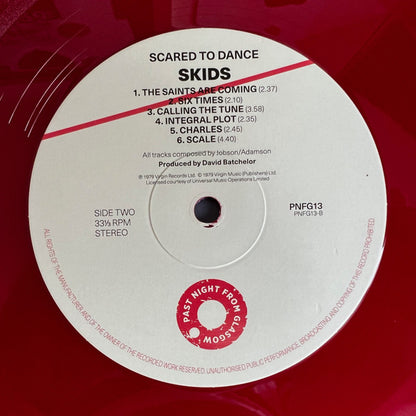 SCARED TO DANCE
SKIDS
1. THE SAINTS ARE COMING (2.37)
2. SIX TIMES (2.10)
3. CALLING THE TUNE (3.58)
4. INTEGRAL PLOT (2.35)
5. CHARLES (2.45)
6. SCALE (4.40)
All tracks composed by Jobson/Adamson
Produced by David Batchelor
℗ 1979 Virgin Records Ltd. © 1979 Virgin Music (Publishers) Ltd
Licensed courtesy of Universal Music Operations Limited
SIDE TWO
33⅓ RPM
STEREO
PNFG13
PNFG13-B
PAST NIGHT FROM GLASGOW
ALL RIGHTS OF THE MANUFACTURER AND OF THE OWNER OF THE RECORDED WORK RESERVED. UNAUTHORISED PUBLIC PERFORMANCE, BROADCASTING AND COPYING OF THIS RECORD PROHIBITED.